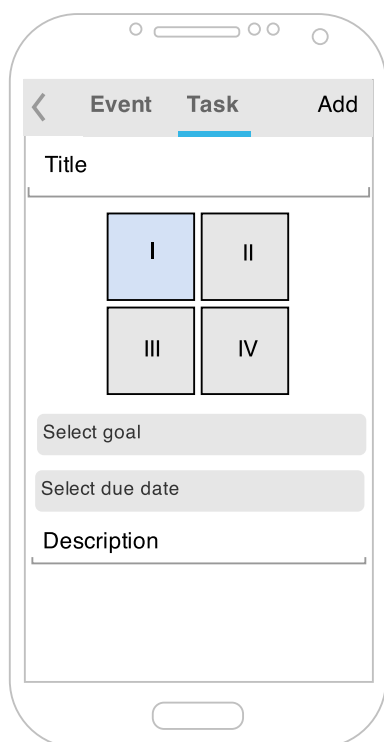 Event Task Add
Title
I II
III IV
Select goal
Select due date
Description